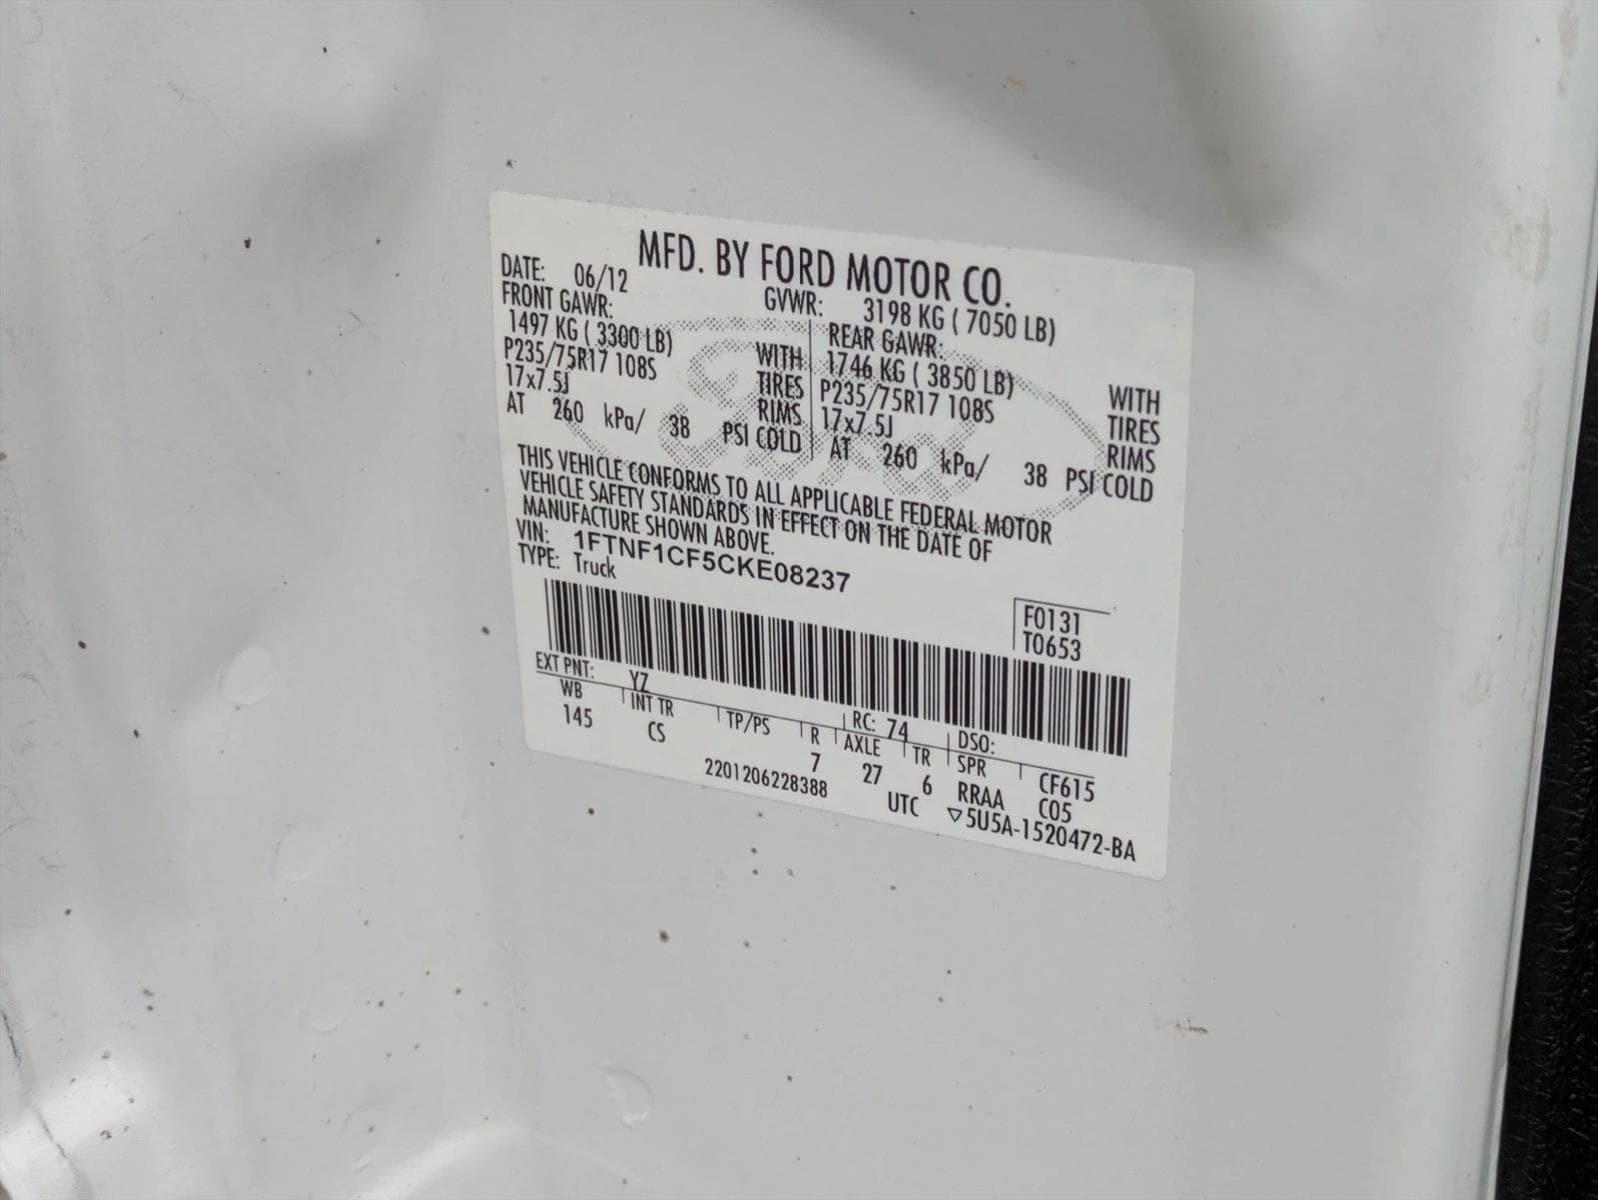 MFD. BY FORD MOTOR CO.
DATE: 06/12 GVWR: 3198 KG ( 7050 LB)
FRONT GAWR: REAR GAWR:
1497 KG ( 3300 LB) WITH 1746 KG ( 3850 LB) WITH
P235/75R17 108S TIRES P235/75R17 108S TIRES
17x7.5J RIMS 17x7.5J RIMS
AT 260 kPa/ 38 PSI COLD AT 260 kPa/ 38 PSI COLD
THIS VEHICLE CONFORMS TO ALL APPLICABLE FEDERAL MOTOR
VEHICLE SAFETY STANDARDS IN EFFECT ON THE DATE OF
MANUFACTURE SHOWN ABOVE.
VIN: 1FTNF1CF5CKE08237
TYPE: Truck
F0131
T0653
EXT PNT: YZ RC: 74 DSO:
WB INT TR TP/PS R AXLE TR SPR CF615
145 CS 7 27 6 RRAA C05
2201206228388 UTC ▽5U5A-1520472-BA